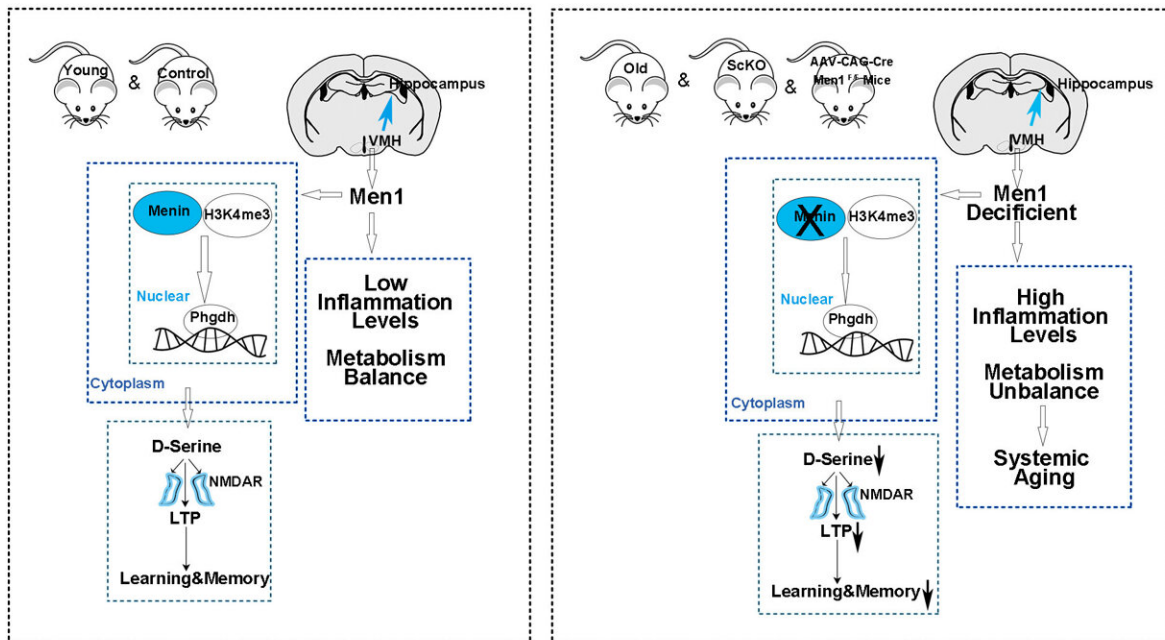 Young
&
Control
Hippocampus
VMH
Men1
Menin
H3K4me3
Nuclear
Phgdh
Cytoplasm
Low
Inflammation
Levels
Metabolism
Balance
D-Serine
NMDAR
LTP
Learning&Memory
Old
&
ScKO
&
AAV-CAG-Cre
Men1 F/F Mice
Hippocampus
VMH
Men1
Decificient
Menin
X
H3K4me3
Nuclear
Phgdh
Cytoplasm
High
Inflammation
Levels
Metabolism
Unbalance
Systemic
Aging
D-Serine
NMDAR
LTP
Learning&Memory